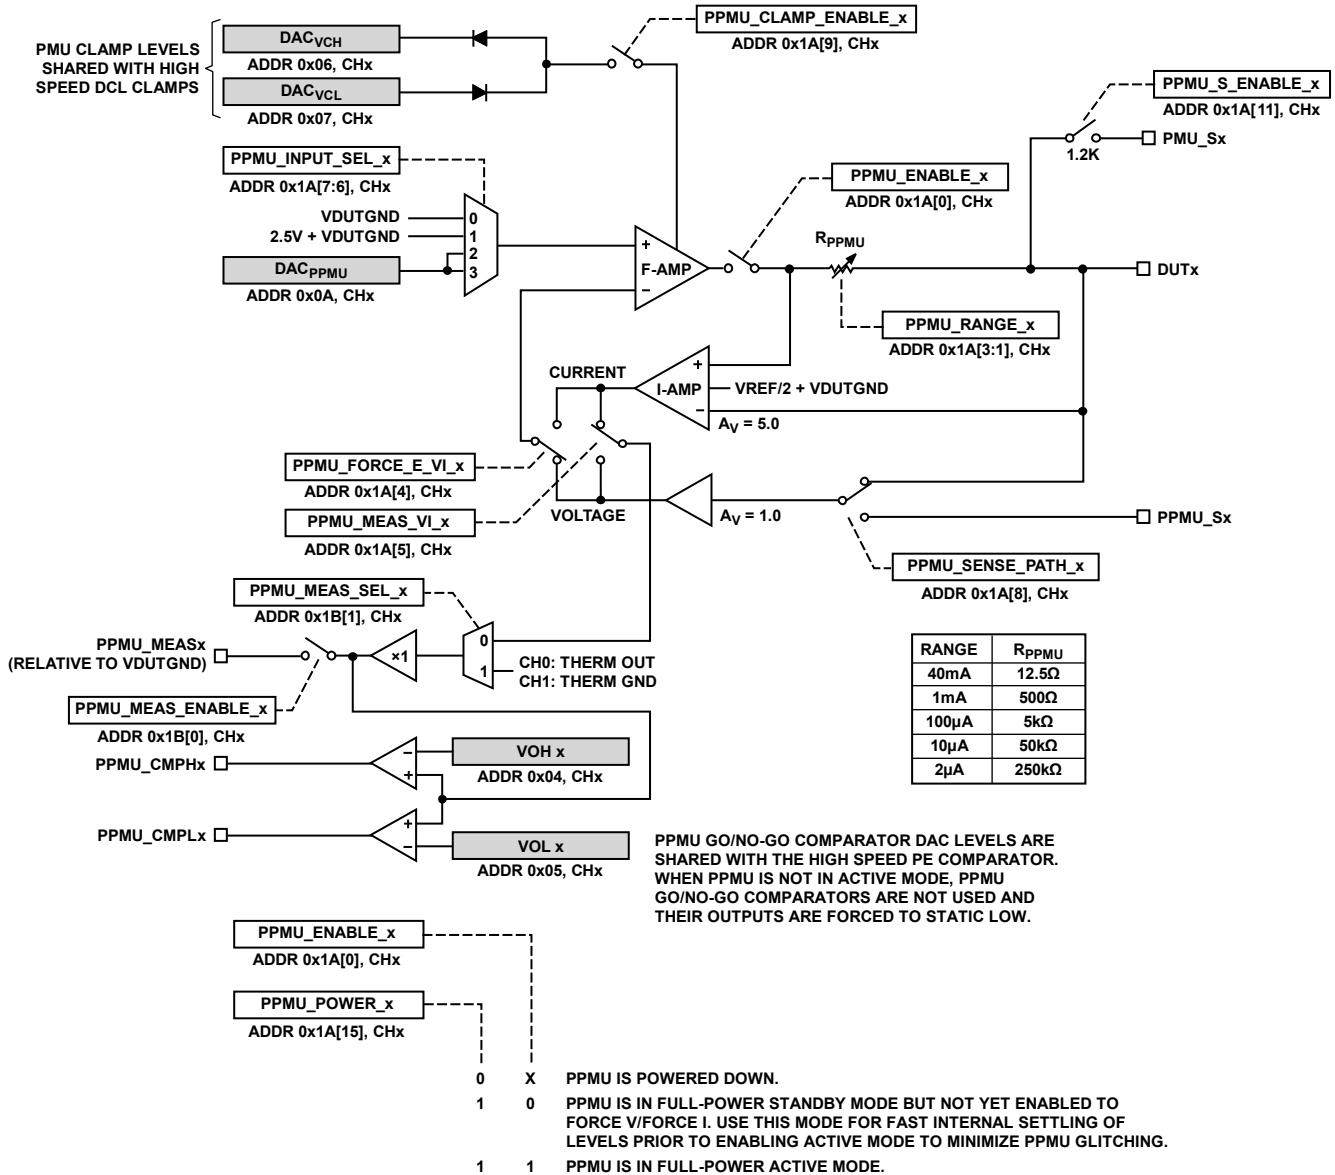 PMU CLAMP LEVELS
SHARED WITH HIGH
SPEED DCL CLAMPS
DACVCH
ADDR 0x06, CHx
DACVCL
ADDR 0x07, CHx
PPMU_CLAMP_ENABLE_x
ADDR 0x1A[9], CHx
PPMU_S_ENABLE_x
ADDR 0x1A[11], CHx
PMU_Sx
1.2K
PPMU_INPUT_SEL_x
ADDR 0x1A[7:6], CHx
VDUTGND
2.5V + VDUTGND
0
1
2
3
DACPPMU
ADDR 0x0A, CHx
PPMU_ENABLE_x
ADDR 0x1A[0], CHx
+
F-AMP
–
RPPMU
DUTx
PPMU_RANGE_x
ADDR 0x1A[3:1], CHx
CURRENT
+
I-AMP
–
VREF/2 + VDUTGND
AV = 5.0
PPMU_FORCE_E_VI_x
ADDR 0x1A[4], CHx
PPMU_MEAS_VI_x
ADDR 0x1A[5], CHx
VOLTAGE
AV = 1.0
PPMU_Sx
PPMU_SENSE_PATH_x
ADDR 0x1A[8], CHx
PPMU_MEAS_SEL_x
ADDR 0x1B[1], CHx
PPMU_MEASx
(RELATIVE TO VDUTGND)
×1
0
1
CH0: THERM OUT
CH1: THERM GND
PPMU_MEAS_ENABLE_x
ADDR 0x1B[0], CHx
RANGE RPPMU
40mA 12.5Ω
1mA 500Ω
100µA 5kΩ
10µA 50kΩ
2µA 250kΩ
PPMU_CMPHx
–
+
VOH x
ADDR 0x04, CHx
PPMU_CMPLx
+
–
VOL x
ADDR 0x05, CHx
PPMU GO/NO-GO COMPARATOR DAC LEVELS ARE
SHARED WITH THE HIGH SPEED PE COMPARATOR.
WHEN PPMU IS NOT IN ACTIVE MODE, PPMU
GO/NO-GO COMPARATORS ARE NOT USED AND
THEIR OUTPUTS ARE FORCED TO STATIC LOW.
PPMU_ENABLE_x
ADDR 0x1A[0], CHx
PPMU_POWER_x
ADDR 0x1A[15], CHx
0 X PPMU IS POWERED DOWN.
1 0 PPMU IS IN FULL-POWER STANDBY MODE BUT NOT YET ENABLED TO
FORCE V/FORCE I. USE THIS MODE FOR FAST INTERNAL SETTLING OF
LEVELS PRIOR TO ENABLING ACTIVE MODE TO MINIMIZE PPMU GLITCHING.
1 1 PPMU IS IN FULL-POWER ACTIVE MODE.